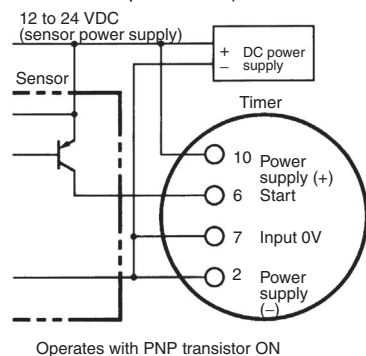 12 to 24 VDC
(sensor power supply)
+ DC power
– supply
Sensor
Timer
10 Power
supply (+)
6 Start
7 Input 0V
2 Power
supply
(–)
Operates with PNP transistor ON